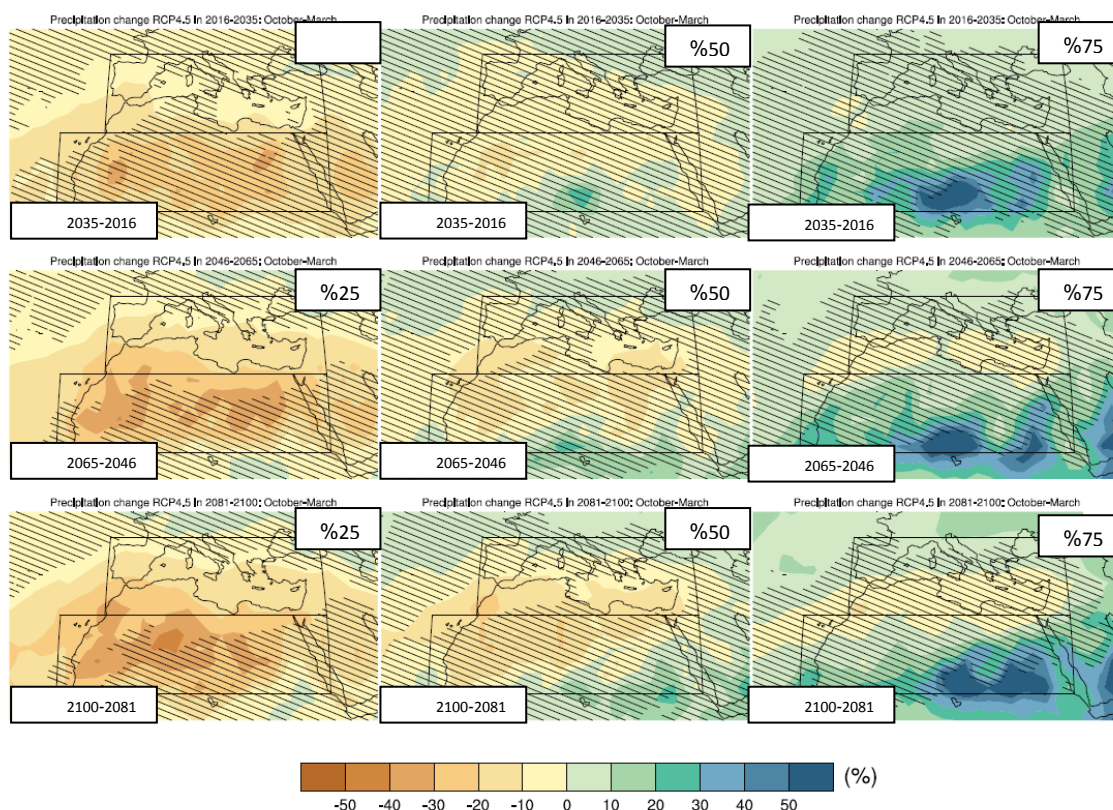 Precipitation change RCP4.5 in 2016-2035: October-March
Precipitation change RCP4.5 in 2016-2035: October-March
Precipitation change RCP4.5 in 2016-2035: October-March
%50
%75
2035-2016
2035-2016
2035-2016
Precipitation change RCP4.5 in 2046-2065: October-March
Precipitation change RCP4.5 in 2046-2065: October-March
Precipitation change RCP4.5 in 2046-2065: October-March
%25
%50
%75
2065-2046
2065-2046
2065-2046
Precipitation change RCP4.5 in 2081-2100: October-March
Precipitation change RCP4.5 in 2081-2100: October-March
Precipitation change RCP4.5 in 2081-2100: October-March
%25
%50
%75
2100-2081
2100-2081
2100-2081
(%)
-50 -40 -30 -20 -10 0 10 20 30 40 50